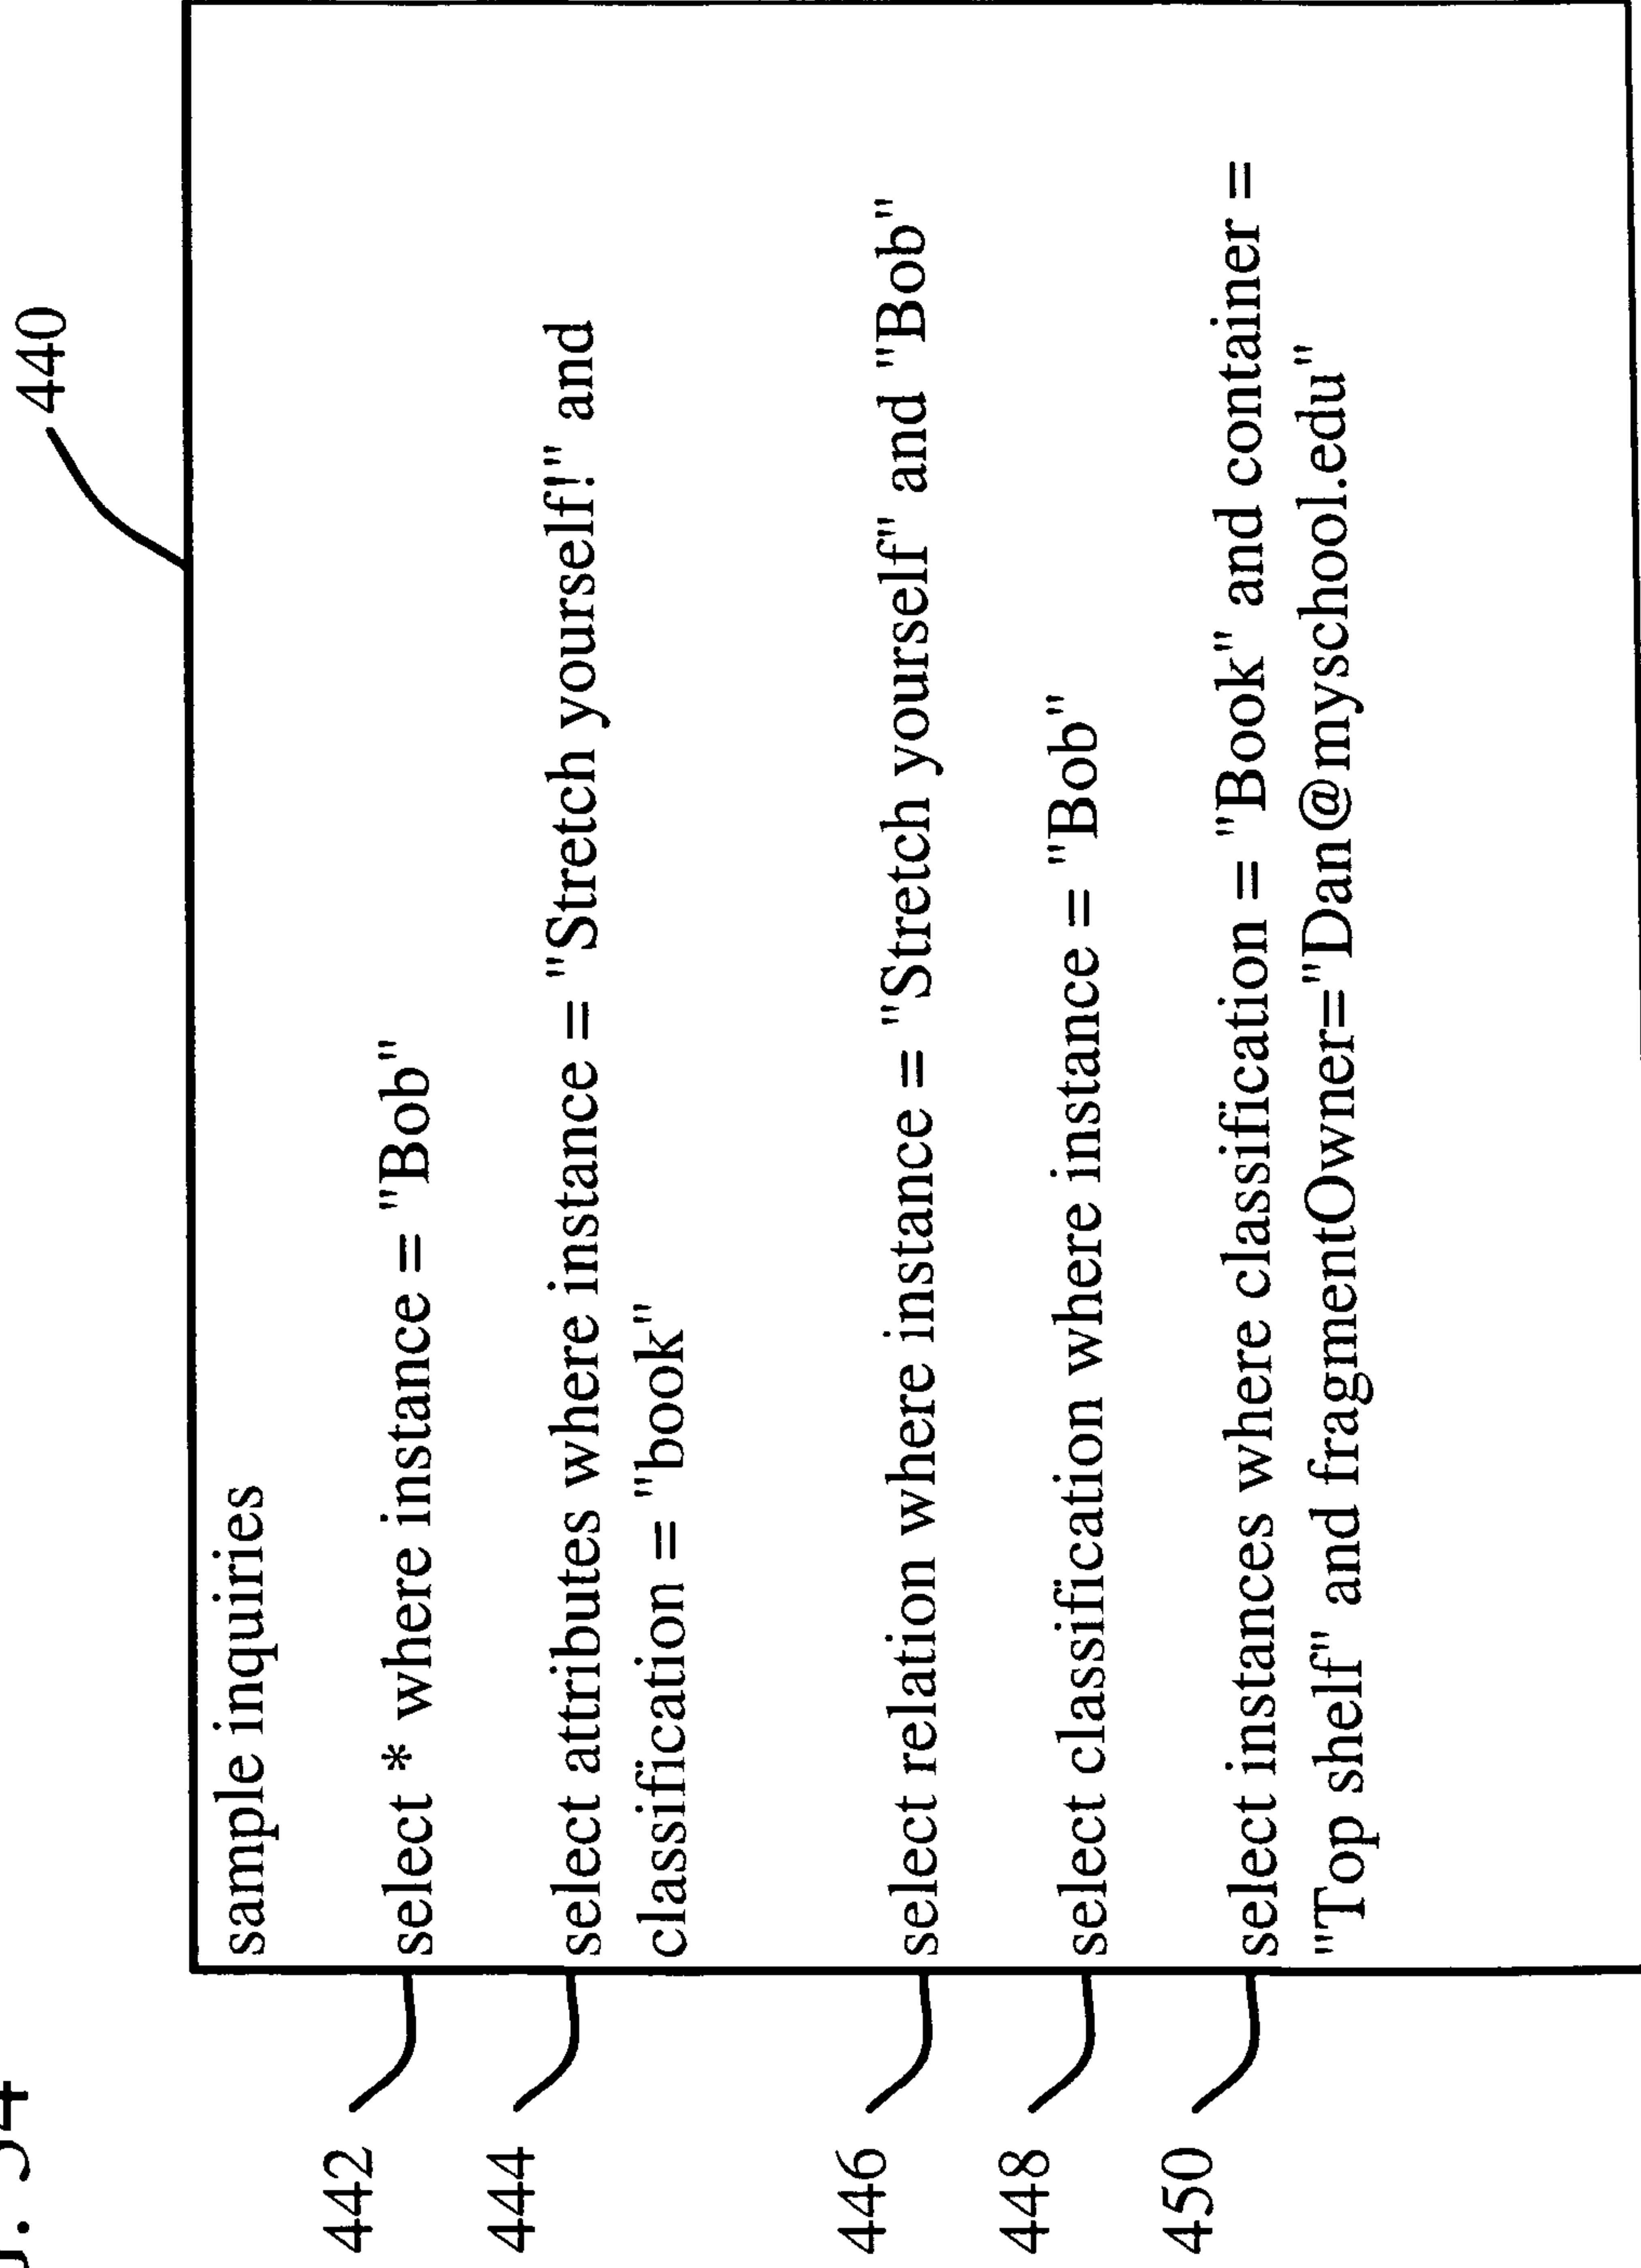 440
sample inquiries
442
select * where instance = "Bob"
444
select attributes where instance = "Stretch yourself!" and
classification = "book"
446
select relation where instance = "Stretch yourself" and "Bob"
448
select classification where instance = "Bob"
450
select instances where classification = "Book" and container =
"Top shelf" and fragmentOwner="Dan@myschool.edu"